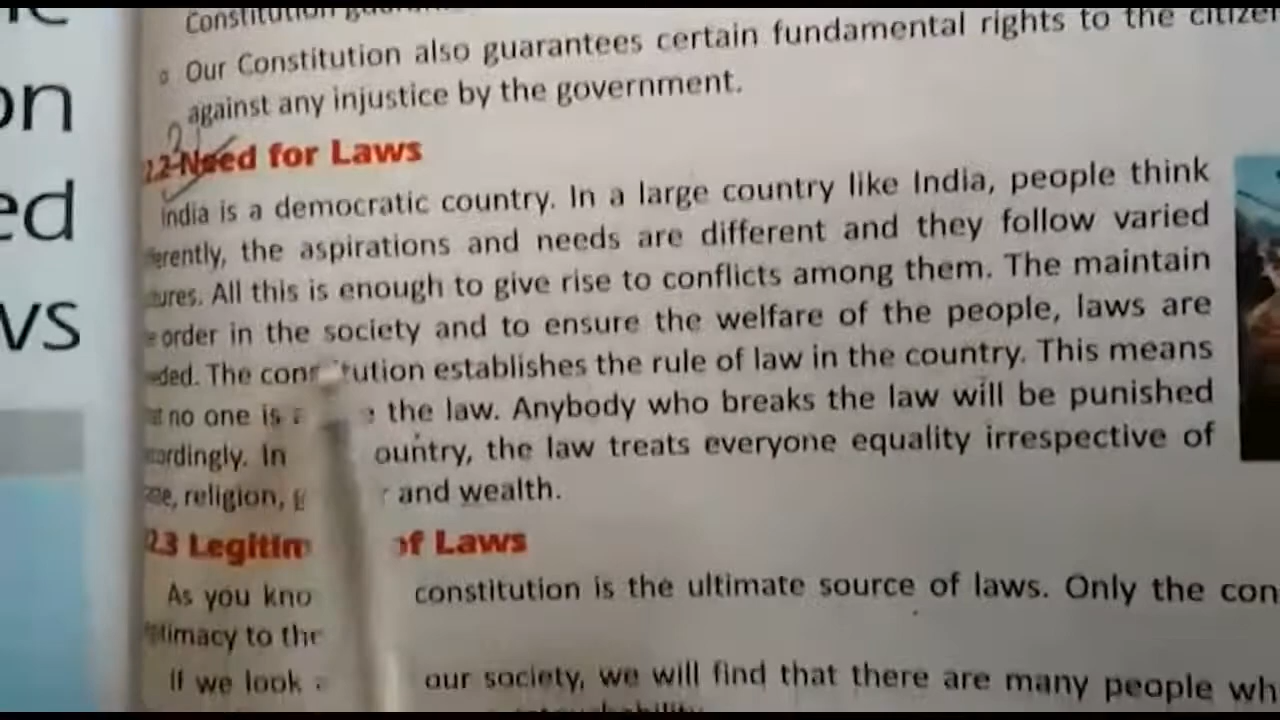 Our Constitution also guarantees certain fundamental rights to the
against any injustice by the government.
Need for Laws
India is a democratic country. In a large country like India, people think
the aspirations and needs are different and they follow varied
All this is enough to give rise to conflicts among them. The maintain
order in the society and to ensure the welfare of the people, laws are
The constitution establishes the rule of law in the country. This means
no one is the law. Anybody who breaks the law will be punished
In the law treats everyone equality irrespective of
religion, and wealth.
2.3 of Laws
As you constitution is the ultimate source of laws. Only the
to the
If we look our society, we will find that there are many people